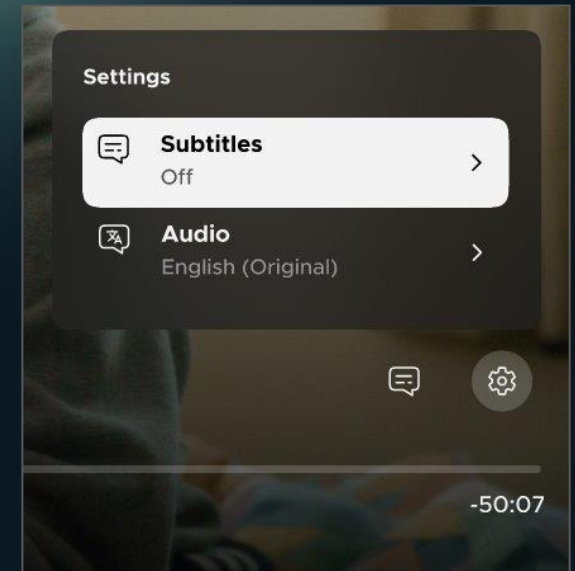 Settings
Subtitles
Off
Audio
English (Original)
-50:07